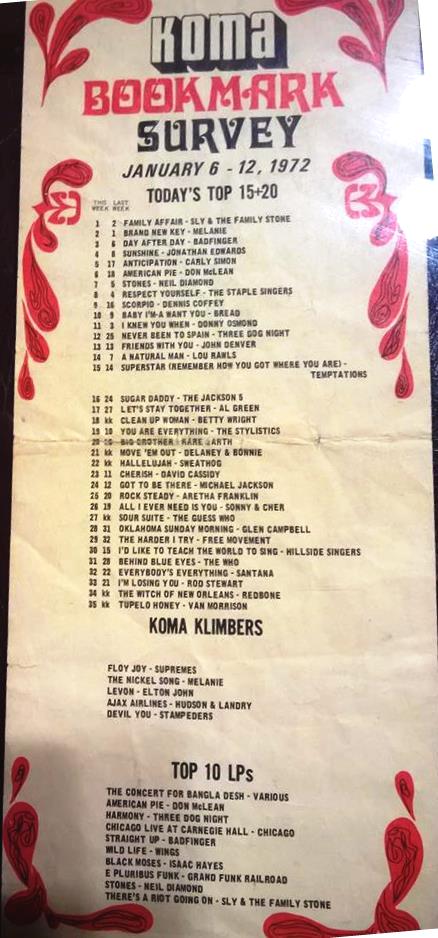 KOMA
BOOKMARK
SURVEY
JANUARY 6 - 12, 1972
TODAY'S TOP 15+20
THIS LAST
WEEK WEEK
1 2 FAMILY AFFAIR - SLY & THE FAMILY STONE
2 1 BRAND NEW KEY - MELANIE
3 6 DAY AFTER DAY - BADFINGER
4 8 SUNSHINE - JONATHAN EDWARDS
5 17 ANTICIPATION - CARLY SIMON
6 18 AMERICAN PIE - DON McLEAN
7 5 STONES - NEIL DIAMOND
8 4 RESPECT YOURSELF - THE STAPLE SINGERS
9 16 SCORPIO - DENNIS COFFEY
10 9 BABY I'M-A WANT YOU - BREAD
11 3 I KNEW YOU WHEN - DONNY OSMOND
12 25 NEVER BEEN TO SPAIN - THREE DOG NIGHT
13 13 FRIENDS WITH YOU - JOHN DENVER
14 7 A NATURAL MAN - LOU RAWLS
15 14 SUPERSTAR (REMEMBER HOW YOU GOT WHERE YOU ARE) -
TEMPTATIONS
16 24 SUGAR DADDY - THE JACKSON 5
17 27 LET'S STAY TOGETHER - AL GREEN
18 kk CLEAN UP WOMAN - BETTY WRIGHT
19 10 YOU ARE EVERYTHING - THE STYLISTICS
20 BIG BROTHER - RARE EARTH
21 kk MOVE 'EM OUT - DELANEY & BONNIE
22 kk HALLELUJAH - SWEATHOG
23 11 CHERISH - DAVID CASSIDY
24 12 GOT TO BE THERE - MICHAEL JACKSON
25 20 ROCK STEADY - ARETHA FRANKLIN
26 19 ALL I EVER NEED IS YOU - SONNY & CHER
27 kk SOUR SUITE - THE GUESS WHO
28 31 OKLAHOMA SUNDAY MORNING - GLEN CAMPBELL
29 32 THE HARDER I TRY - FREE MOVEMENT
30 15 I'D LIKE TO TEACH THE WORLD TO SING - HILLSIDE SINGERS
31 28 BEHIND BLUE EYES - THE WHO
32 22 EVERYBODY'S EVERYTHING - SANTANA
33 21 I'M LOSING YOU - ROD STEWART
34 kk THE WITCH OF NEW ORLEANS - REDBONE
35 kk TUPELO HONEY - VAN MORRISON
KOMA KLIMBERS
FLOY JOY - SUPREMES
THE NICKEL SONG - MELANIE
LEVON - ELTON JOHN
AJAX AIRLINES - HUDSON & LANDRY
DEVIL YOU - STAMPEDERS
TOP 10 LPs
THE CONCERT FOR BANGLA DESH - VARIOUS
AMERICAN PIE - DON McLEAN
HARMONY - THREE DOG NIGHT
CHICAGO LIVE AT CARNEGIE HALL - CHICAGO
STRAIGHT UP - BADFINGER
WILD LIFE - WINGS
BLACK MOSES - ISAAC HAYES
E PLURIBUS FUNK - GRAND FUNK RAILROAD
STONES - NEIL DIAMOND
THERE'S A RIOT GOING ON - SLY & THE FAMILY STONE